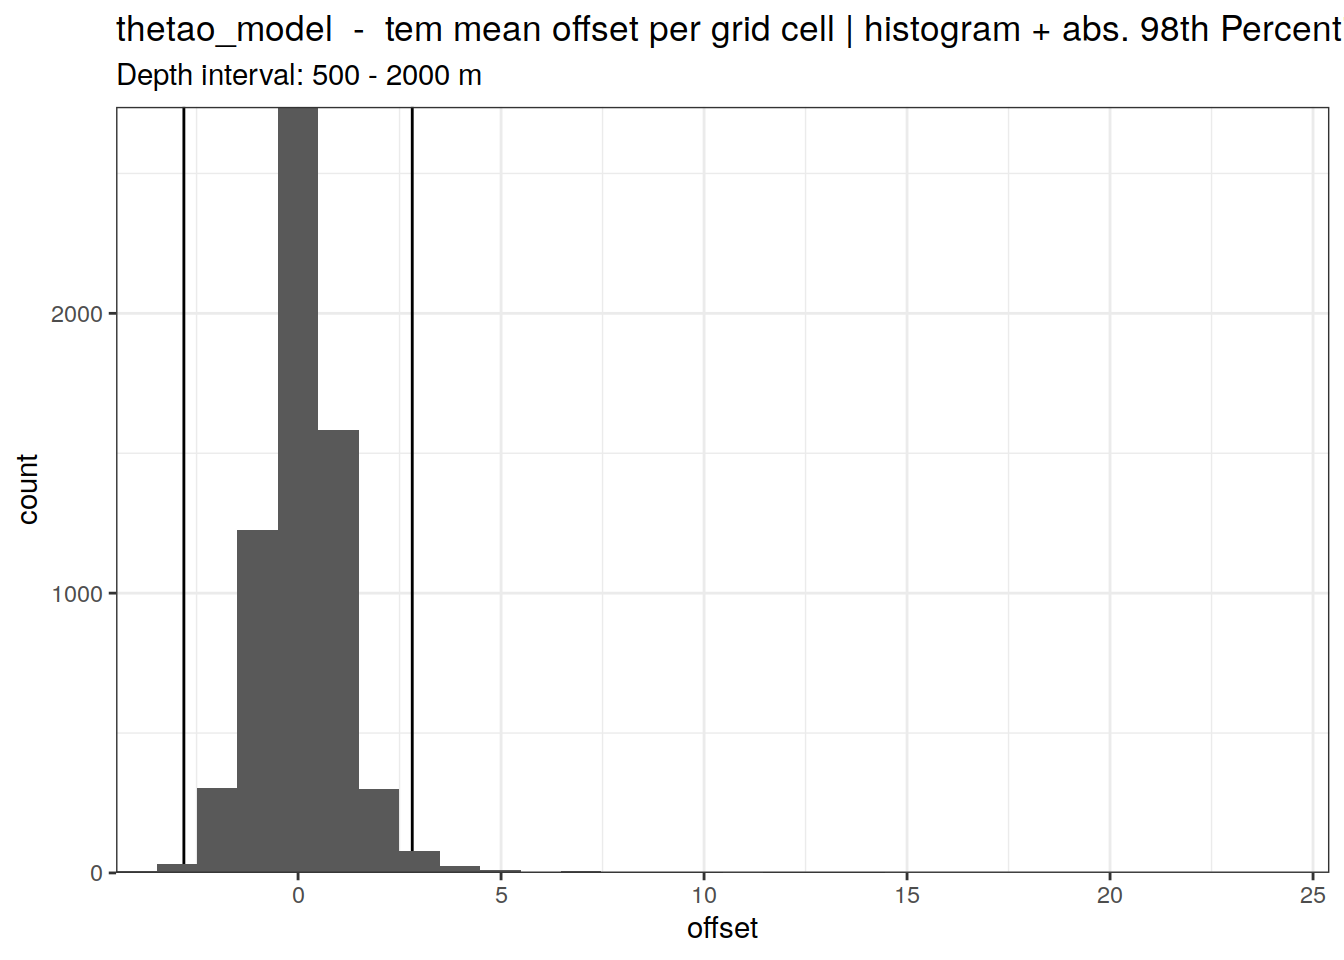 thetao_model - tem mean offset per grid cell | histogram + abs. 98th Percent
Depth interval: 500 - 2000 m
2000
1000
0
count
0 5 10 15 20 25
offset